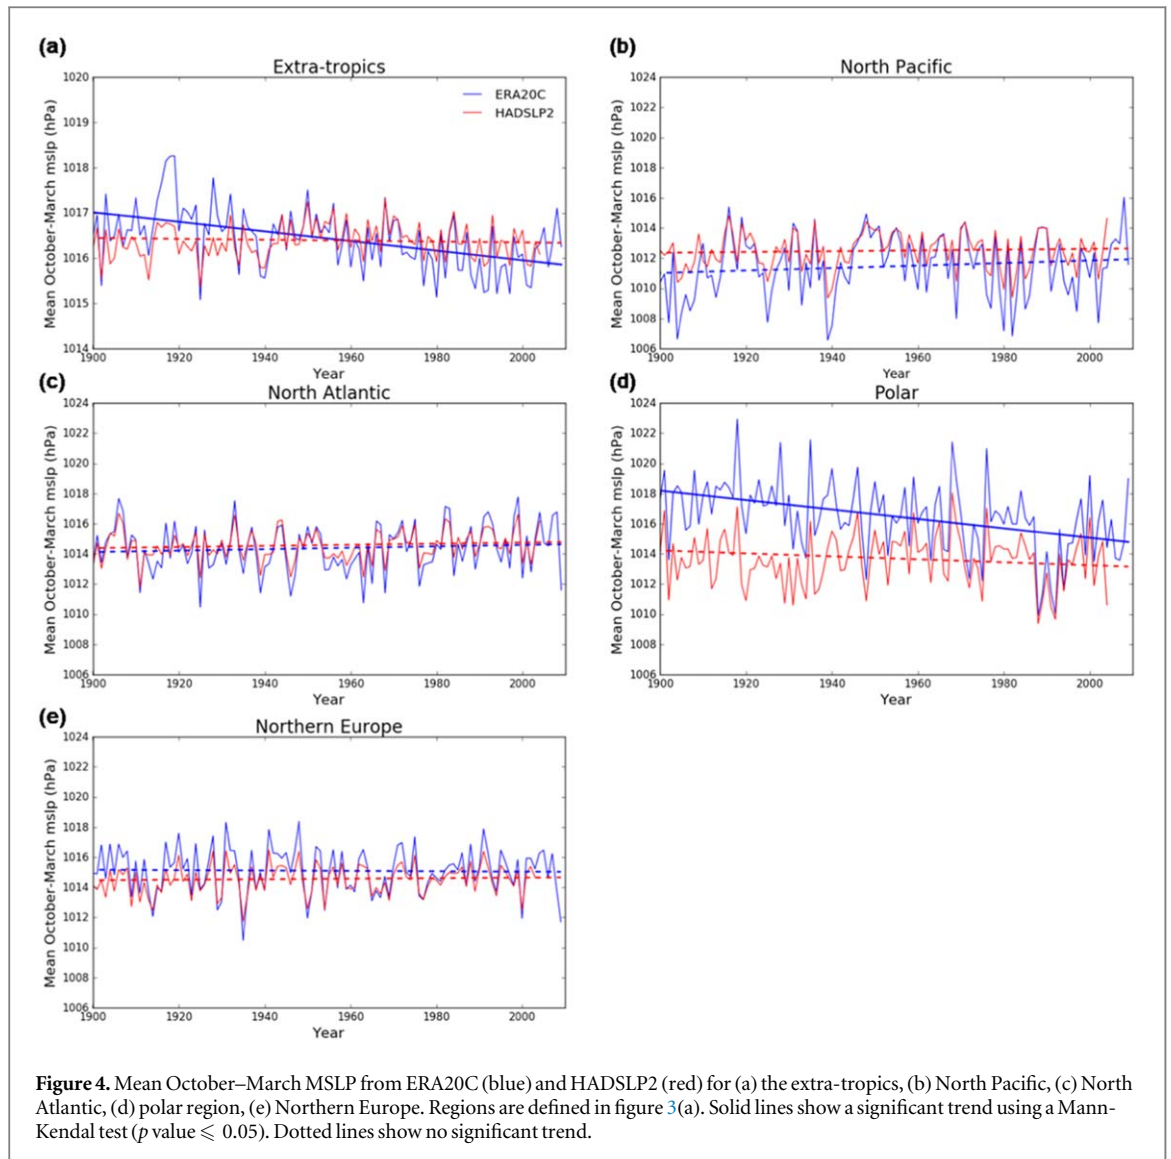 (a)
Extra-tropics
ERA20C
HADSLP2
1020
1019
1018
1017
1016
1015
1014
Mean October-March mslp (hPa)
1900 1920 1940 1960 1980 2000
Year
(b)
North Pacific
1024
1022
1020
1018
1016
1014
1012
1010
1008
1006
Mean October-March mslp (hPa)
1900 1920 1940 1960 1980 2000
Year
(c)
North Atlantic
1024
1022
1020
1018
1016
1014
1012
1010
1008
1006
Mean October-March mslp (hPa)
1900 1920 1940 1960 1980 2000
Year
(d)
Polar
1024
1022
1020
1018
1016
1014
1012
1010
1008
1006
Mean October-March mslp (hPa)
1900 1920 1940 1960 1980 2000
Year
(e)
Northern Europe
1024
1022
1020
1018
1016
1014
1012
1010
1008
1006
Mean October-March mslp (hPa)
1900 1920 1940 1960 1980 2000
Year
Figure 4. Mean October–March MSLP from ERA20C (blue) and HADSLP2 (red) for (a) the extra-tropics, (b) North Pacific, (c) North
Atlantic, (d) polar region, (e) Northern Europe. Regions are defined in figure 3(a). Solid lines show a significant trend using a Mann-
Kendal test (p value ⩽ 0.05). Dotted lines show no significant trend.